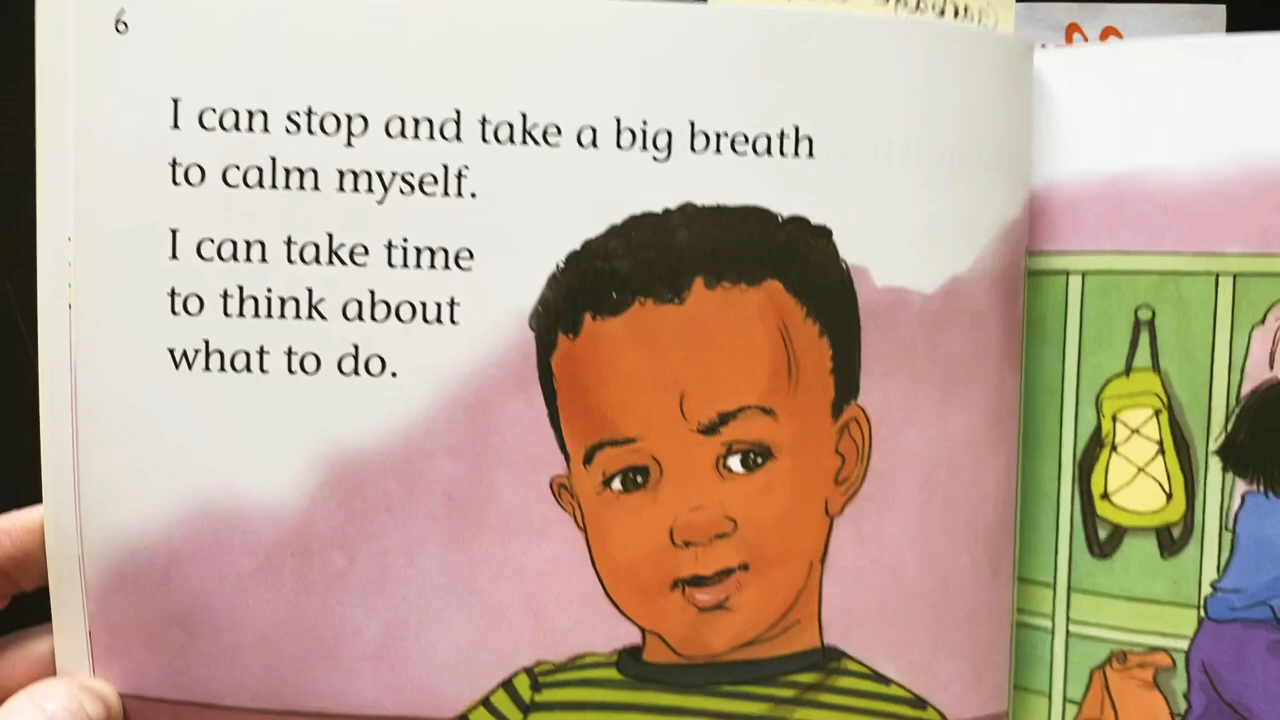 6
I can stop and take a big breath
to calm myself.
I can take time
to think about
what to do.